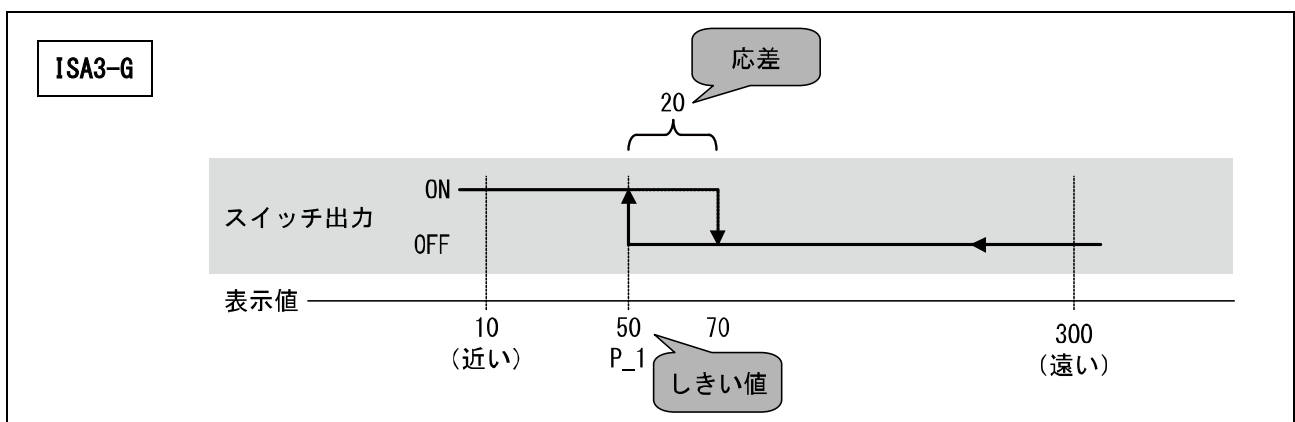 ISA3-G
応差
20
スイッチ出力
ON
OFF
表示値
10
(近い)
50
P_1
70
300
(遠い)
しきい値